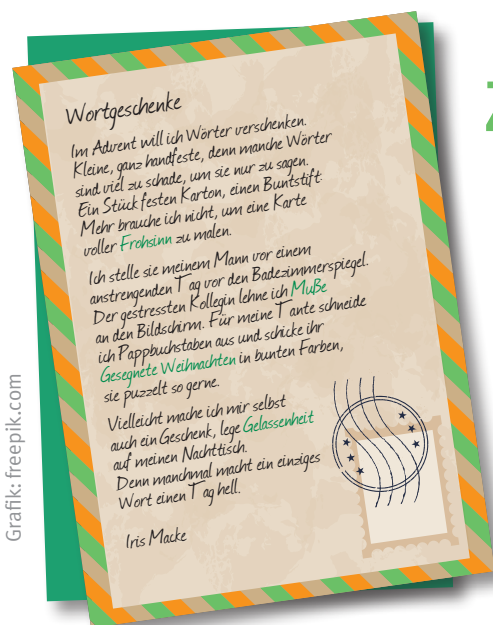 Wortgeschenke
Im Advent will ich Wörter verschenken.
Kleine, ganz handfeste, denn manche Wörter
sind viel zu schade, um sie nur zu sagen.
Ein Stück festen Karton, einen Buntstift:
Mehr brauche ich nicht, um eine Karte
voller Frohsinn zu malen.
Ich stelle sie meinem Mann vor einem
anstrengenden Tag vor den Badezimmerspiegel.
Der gestressten Kollegin lehne ich Muße
an den Bildschirm. Für meine Tante schneide
ich Pappbuchstaben aus und schicke ihr
Gesegnete Weihnachten in bunten Farben,
sie puzzelt so gerne.
Vielleicht mache ich mir selbst
auch ein Geschenk, lege Gelassenheit
auf meinen Nachttisch.
Denn manchmal macht ein einziges
Wort einen Tag hell.
Iris Macke
Grafik: freepik.com